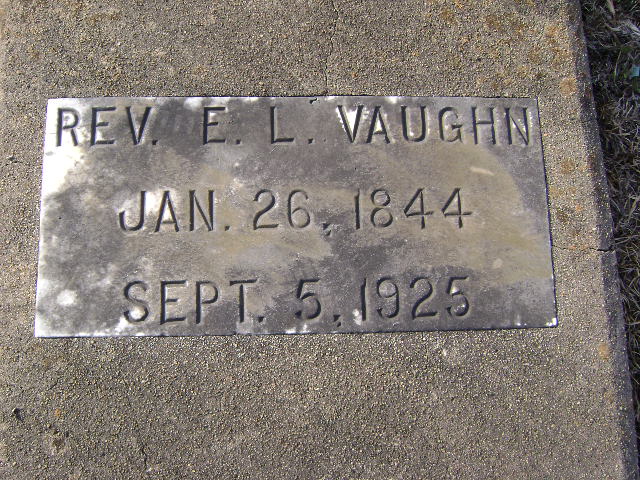 REV. E. L. VAUGHN
JAN. 26, 1844
SEPT. 5, 1925